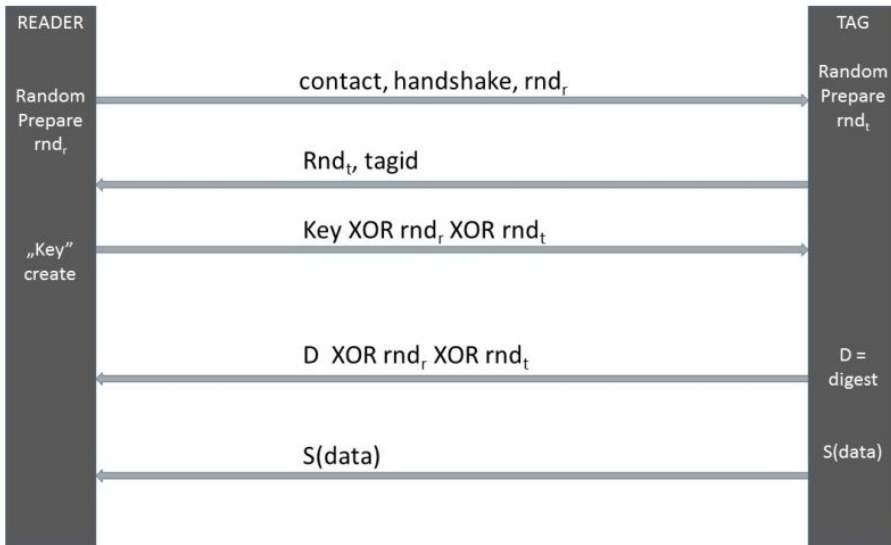 READER
TAG
contact, handshake, rndᵣ
Random
Prepare
rndᵣ
Random
Prepare
rndₜ
Rndₜ, tagid
Key XOR rndᵣ XOR rndₜ
„Key”
create
D XOR rndᵣ XOR rndₜ
D =
digest
S(data)
S(data)